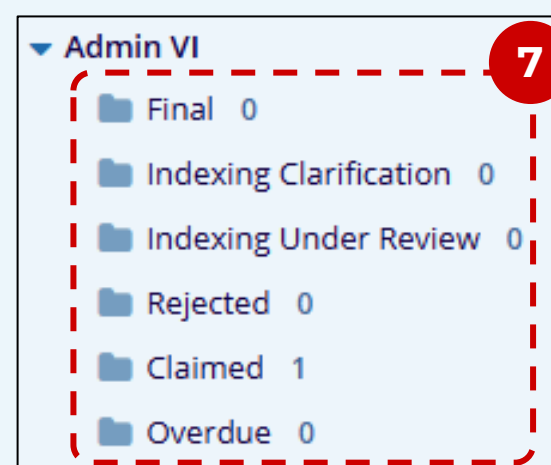 Admin VI
7
Final 0
Indexing Clarification 0
Indexing Under Review 0
Rejected 0
Claimed 1
Overdue 0